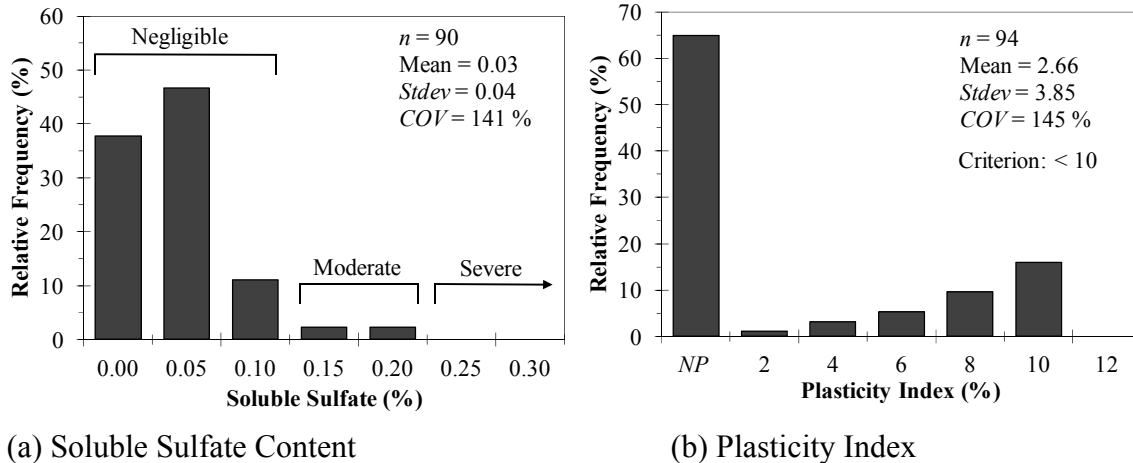 60
50
40
30
20
10
0
Relative Frequency (%)
Negligible
n = 90
Mean = 0.03
Stdev = 0.04
COV = 141 %
Moderate
Severe
0.00 0.05 0.10 0.15 0.20 0.25 0.30
Soluble Sulfate (%)
(a) Soluble Sulfate Content
70
60
50
40
30
20
10
0
Relative Frequency (%)
n = 94
Mean = 2.66
Stdev = 3.85
COV = 145 %
Criterion: < 10
NP 2 4 6 8 10 12
Plasticity Index (%)
(b) Plasticity Index